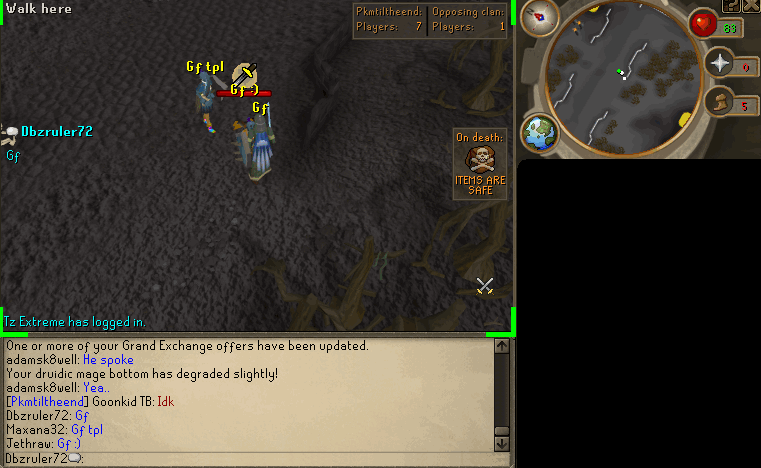 Walk here
Pkmtiltheend:
Players: 7
Opposing clan:
Players: 1
Gf tpl
Gf :)
Gf
Dbzruler72
Gf
On death:
ITEMS ARE
SAFE
63
0
5
Tz Extreme has logged in.
One or more of your Grand Exchange offers have been updated.
adamsk8well: He spoke
Your druidic mage bottom has degraded slightly!
adamsk8well: Yea..
[Pkmtiltheend] Goonkid TB: Idk
Dbzruler72: Gf
Maxana32: Gf tpl
Jethraw: Gf :)
Dbzruler72: